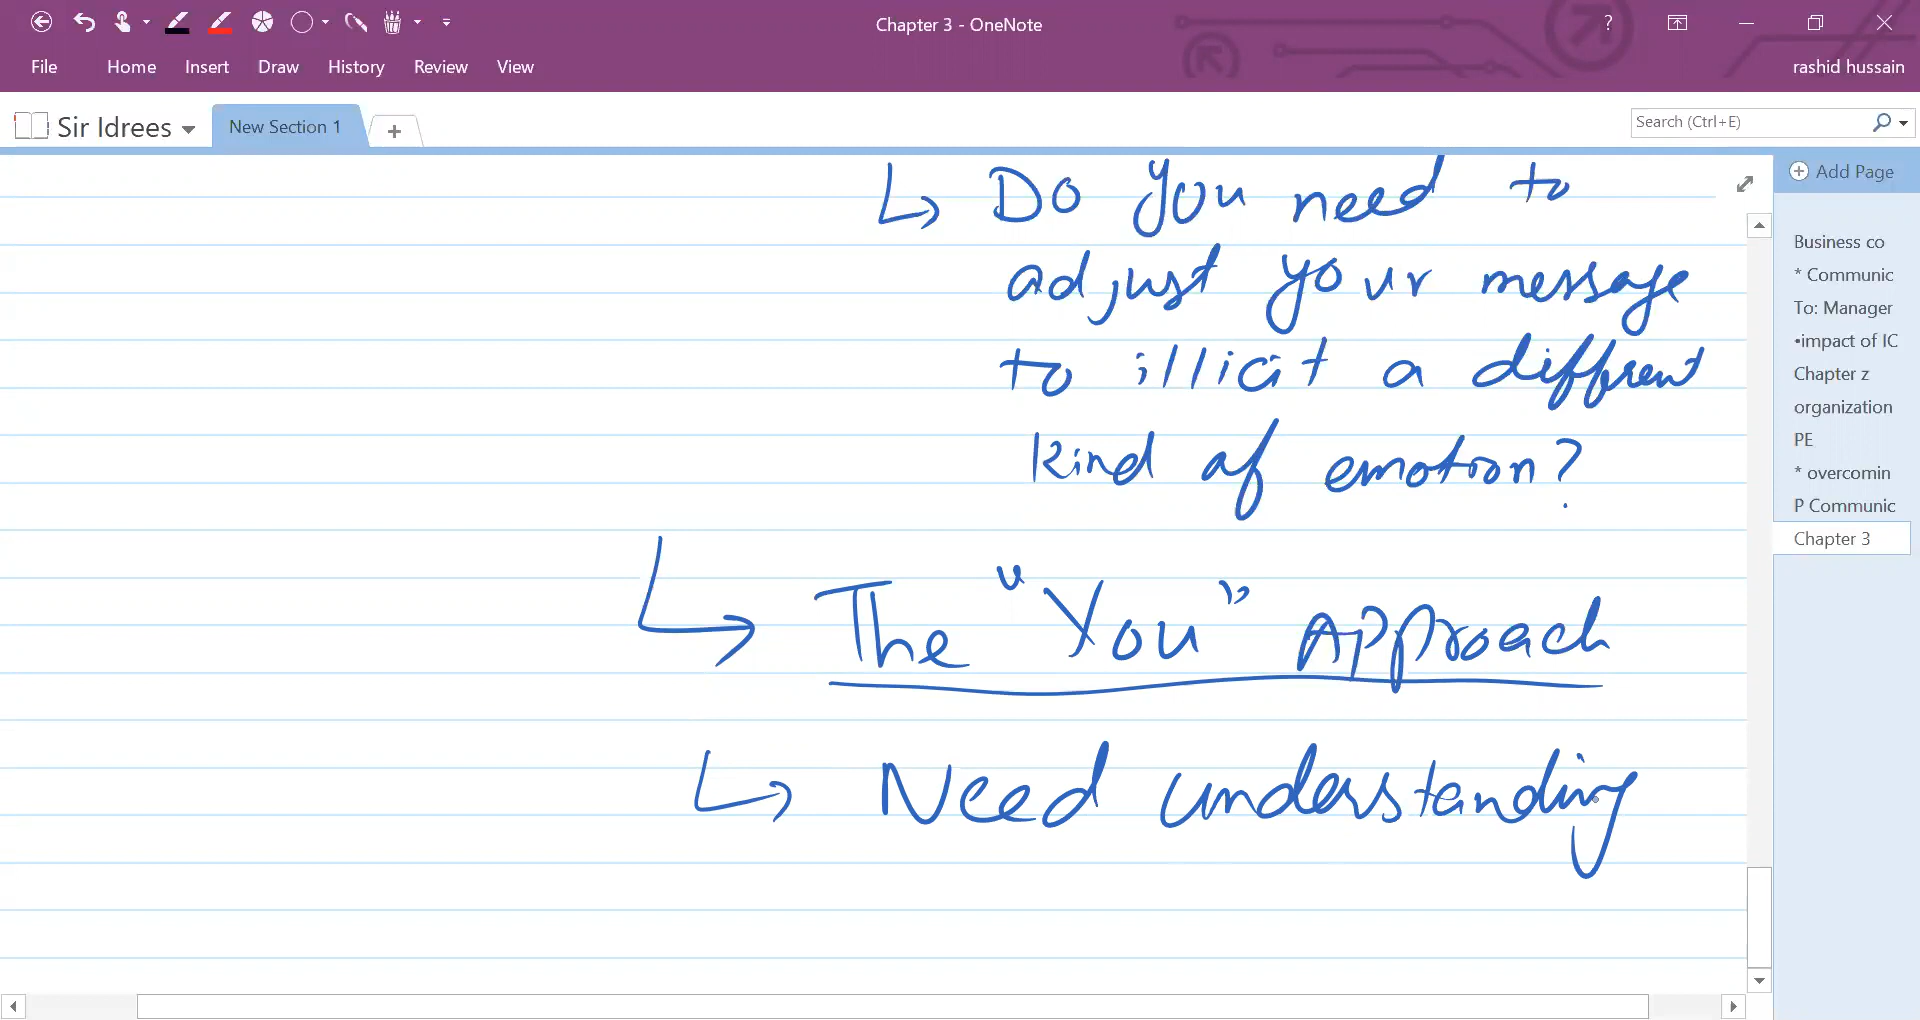 Chapter 3 - OneNote
?
File Home Insert Draw History Review View
rashid hussain
Sir Idrees
New Section 1
+
Search (Ctrl+E)
Add Page
Business co
* Communic
To: Manager
•impact of IC
Chapter z
organization
PE
* overcomin
P Communic
Chapter 3
↳ Do you need to
adjust your message
to illicit a different
kind of emotion?
↳ The "You" Approach
↳ Need understanding